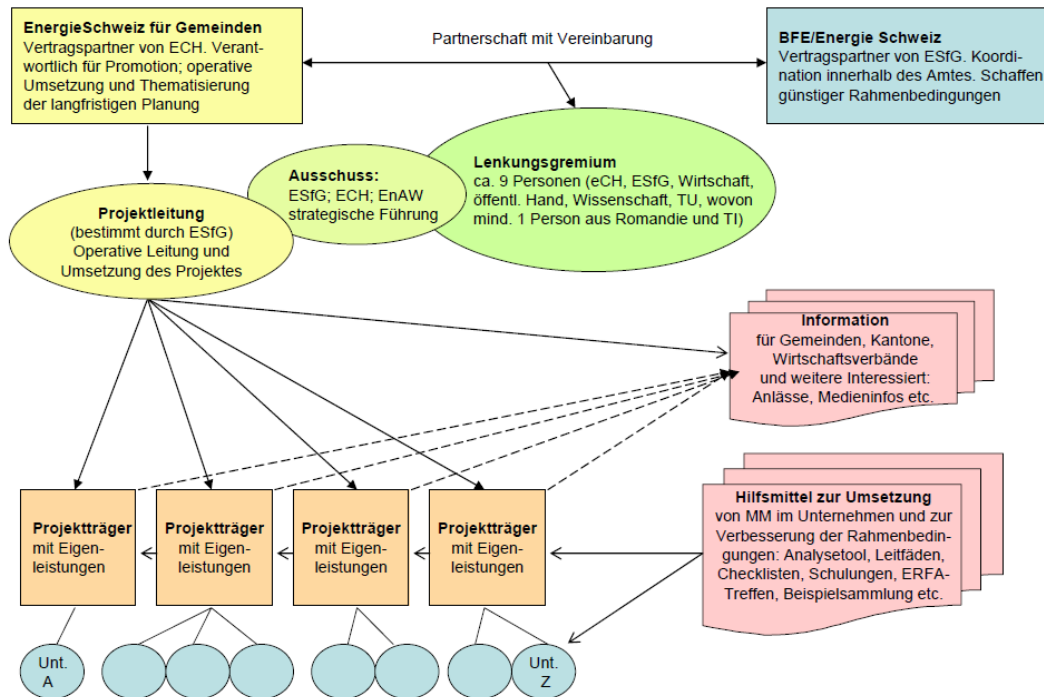 EnergieSchweiz für Gemeinden
Vertragspartner von ECH. Verant-
wortlich für Promotion; operative
Umsetzung und Thematisierung
der langfristigen Planung
Partnerschaft mit Vereinbarung
BFE/Energie Schweiz
Vertragspartner von ESfG. Koordi-
nation innerhalb des Amtes. Schaffen
günstiger Rahmenbedingungen
Ausschuss:
ESfG; ECH; EnAW
strategische Führung
Lenkungsgremium
ca. 9 Personen (eCH, ESfG, Wirtschaft,
öffentl. Hand, Wissenschaft, TU, wovon
mind. 1 Person aus Romandie und TI)
Projektleitung
(bestimmt durch ESfG)
Operative Leitung und
Umsetzung des Projektes
Information
für Gemeinden, Kantone,
Wirtschaftsverbände
und weitere Interessiert:
Anlässe, Medieninfos etc.
Projektträger
mit Eigen-
leistungen
Projektträger
mit Eigen-
leistungen
Projektträger
mit Eigen-
leistungen
Projektträger
mit Eigen-
leistungen
Hilfsmittel zur Umsetzung
von MM im Unternehmen und zur
Verbesserung der Rahmenbedin-
gungen: Analysetool, Leitfäden,
Checklisten, Schulungen, ERFA-
Treffen, Beispielsammlung etc.
Unt.
A
Unt.
Z